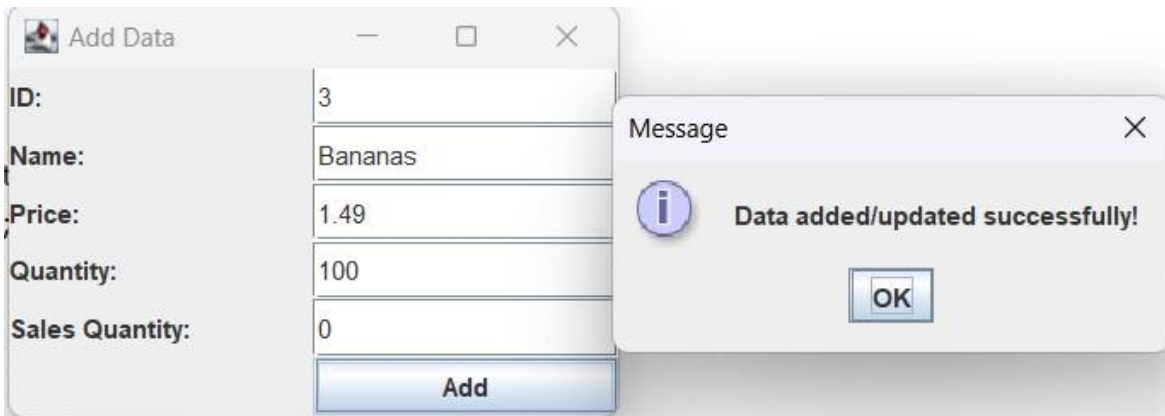 Add Data
ID: 3
Name: Bananas
Price: 1.49
Quantity: 100
Sales Quantity: 0
Add
Message
Data added/updated successfully!
OK